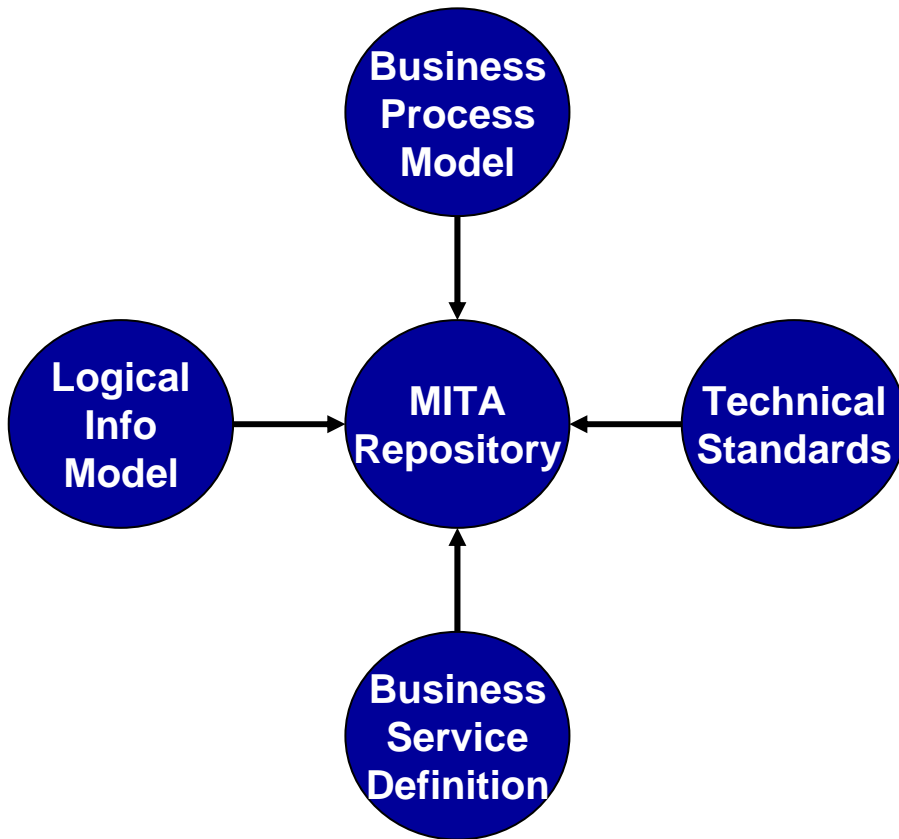 Business
Process
Model
Logical
Info
Model
MITA
Repository
Technical
Standards
Business
Service
Definition